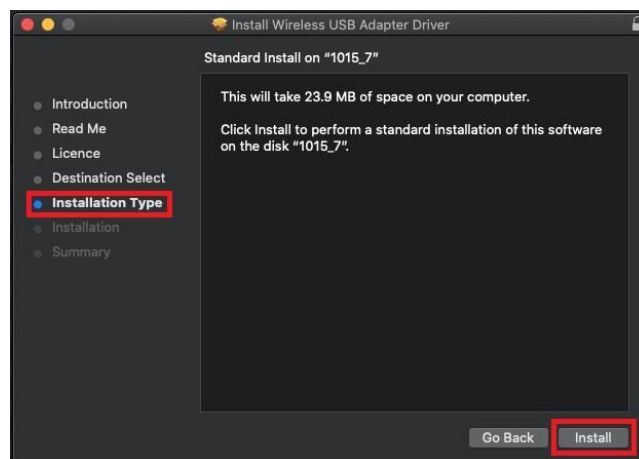 Install Wireless USB Adapter Driver
Standard Install on “1015_7”
Introduction
Read Me
Licence
Destination Select
Installation Type
Installation
Summary
This will take 23.9 MB of space on your computer.
Click Install to perform a standard installation of this software
on the disk “1015_7”.
Go Back
Install